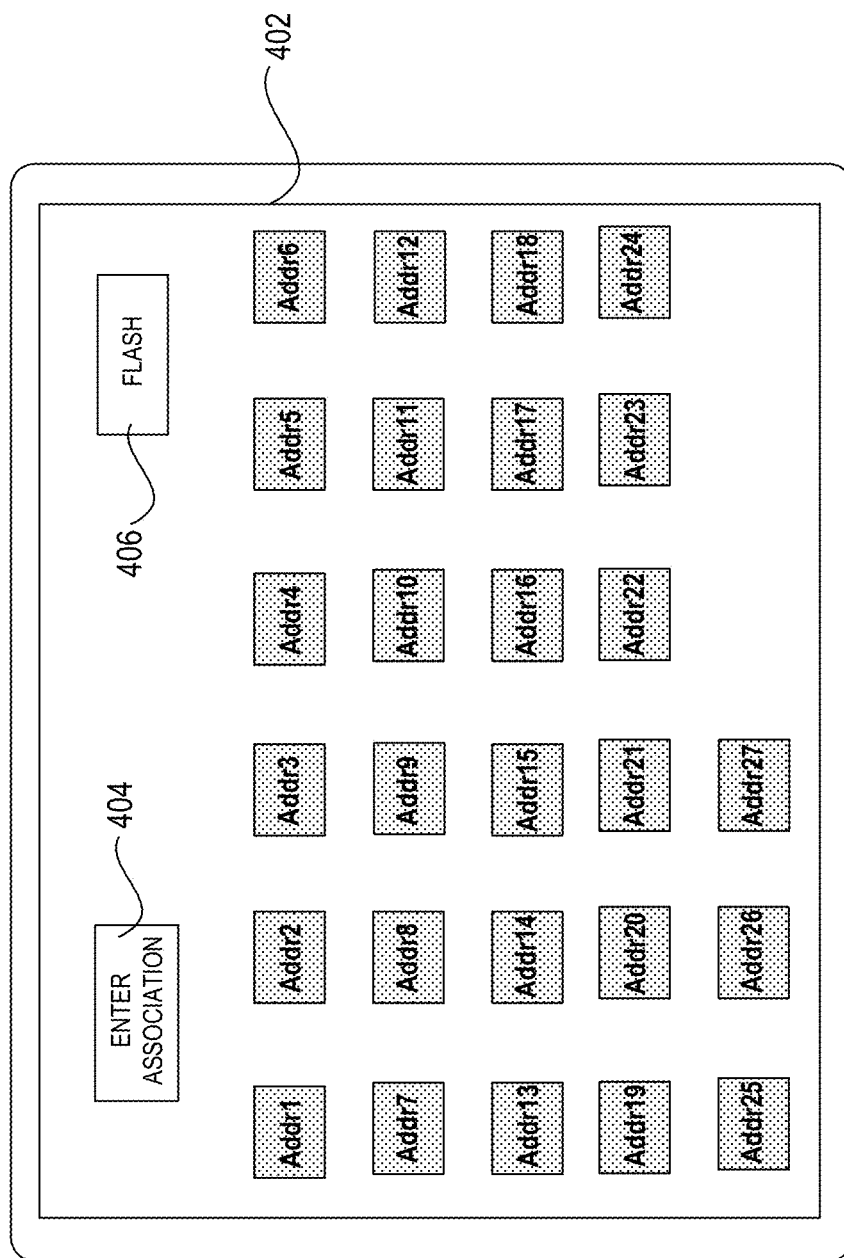 402
404
ENTER
ASSOCIATION
406
FLASH
Addr1 Addr2 Addr3 Addr4 Addr5 Addr6
Addr7 Addr8 Addr9 Addr10 Addr11 Addr12
Addr13 Addr14 Addr15 Addr16 Addr17 Addr18
Addr19 Addr20 Addr21 Addr22 Addr23 Addr24
Addr25 Addr26 Addr27